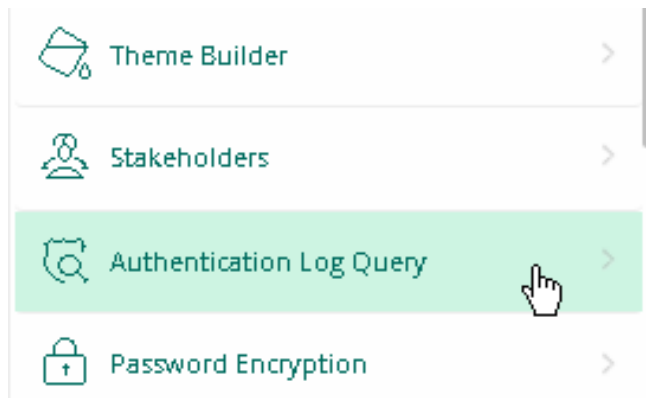 Theme Builder
Stakeholders
Authentication Log Query
Password Encryption